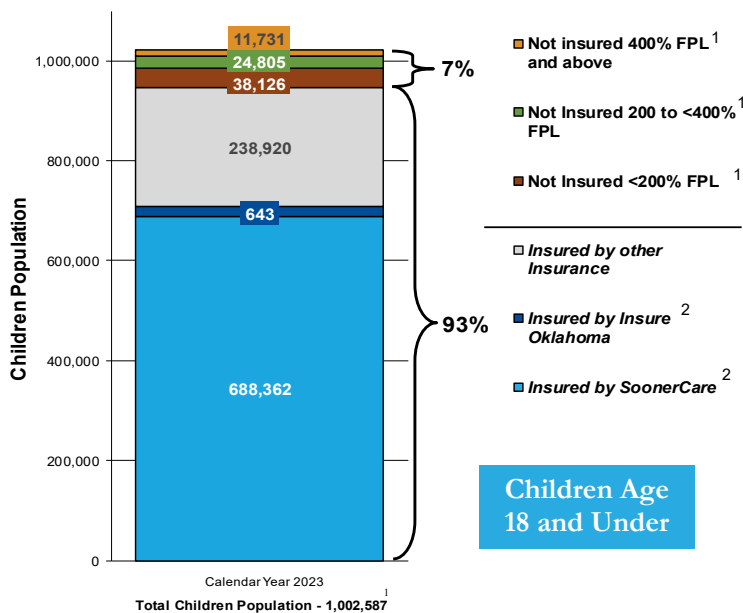 Children Population
1,000,000
800,000
600,000
400,000
200,000
0
11,731
24,805
38,126
238,920
643
688,362
7%
93%
Calendar Year 2023
Total Children Population - 1,002,587 1
Not insured 400% FPL 1
and above
Not Insured 200 to <400% 1
FPL
Not Insured <200% FPL 1
Insured by other
Insurance
Insured by Insure 2
Oklahoma
Insured by SoonerCare 2
Children Age
18 and Under